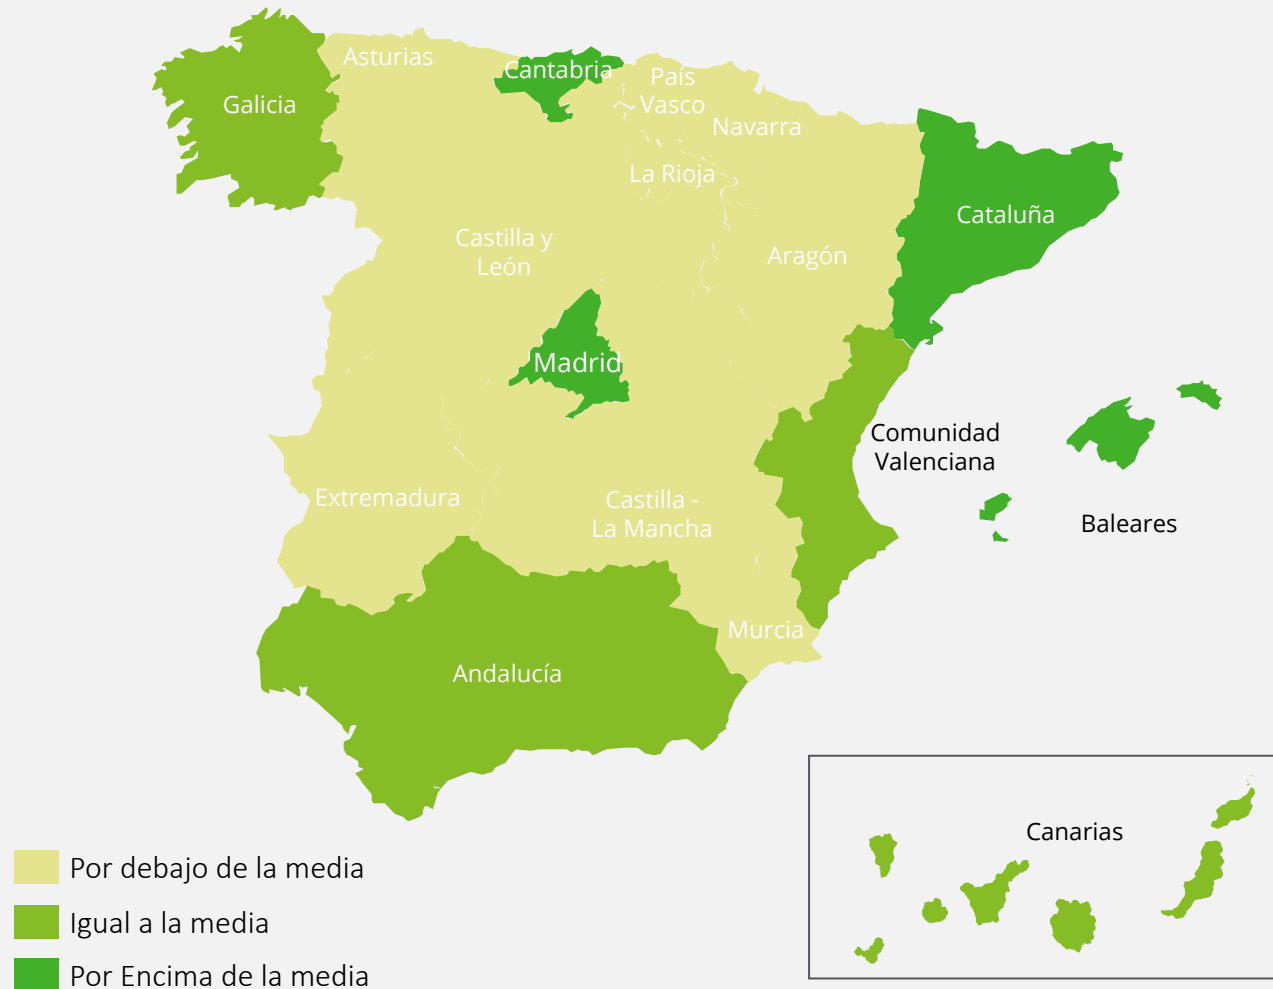 Asturias
Cantabria
País
Vasco
Galicia
Navarra
La Rioja
Cataluña
Castilla y
León
Aragón
Madrid
Comunidad
Valenciana
Extremadura
Castilla -
La Mancha
Baleares
Murcia
Andalucía
Canarias
Por debajo de la media
Igual a la media
Por Encima de la media